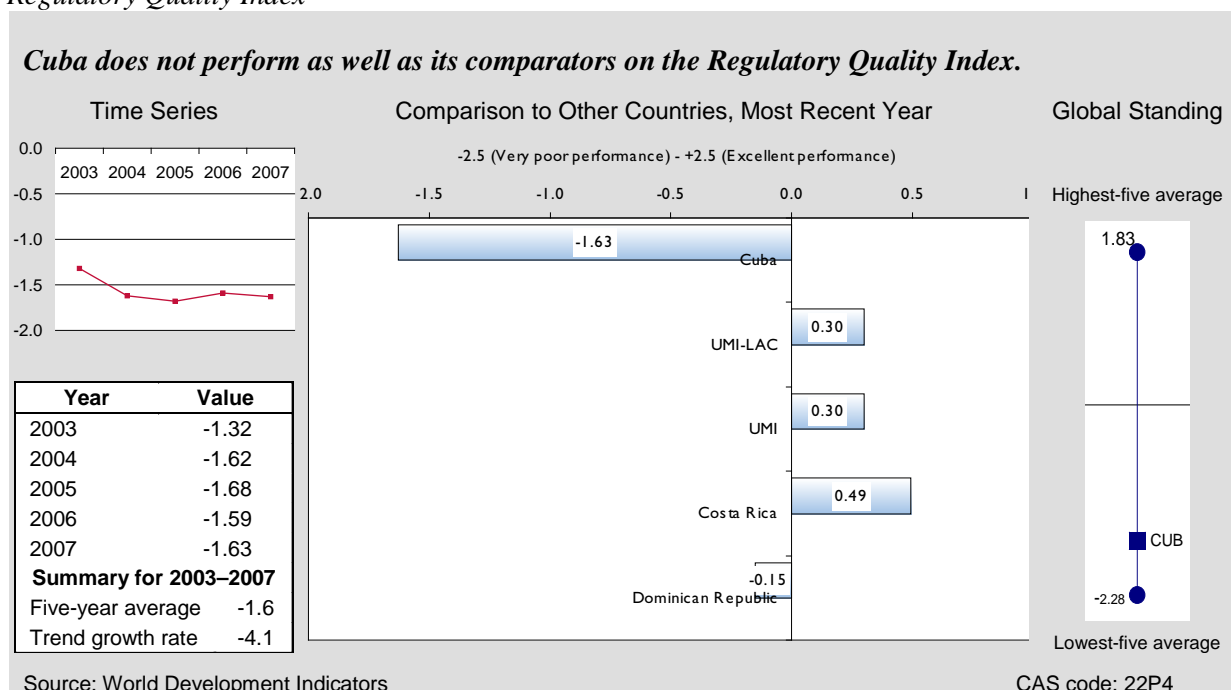 Regulatory Quality Index
Cuba does not perform as well as its comparators on the Regulatory Quality Index.
Time Series
0.0
2003 2004 2005 2006 2007
-0.5
-1.0
-1.5
-2.0
Year Value
2003 -1.32
2004 -1.62
2005 -1.68
2006 -1.59
2007 -1.63
Summary for 2003–2007
Five-year average -1.6
Trend growth rate -4.1
Comparison to Other Countries, Most Recent Year
-2.5 (Very poor performance) - +2.5 (Excellent performance)
2.0 -1.5 -1.0 -0.5 0.0 0.5 1
-1.63
Cuba
0.30
UMI-LAC
0.30
UMI
0.49
Costa Rica
-0.15
Dominican Republic
Global Standing
Highest-five average
1.83
CUB
-2.28
Lowest-five average
Source: World Development Indicators CAS code: 22P4